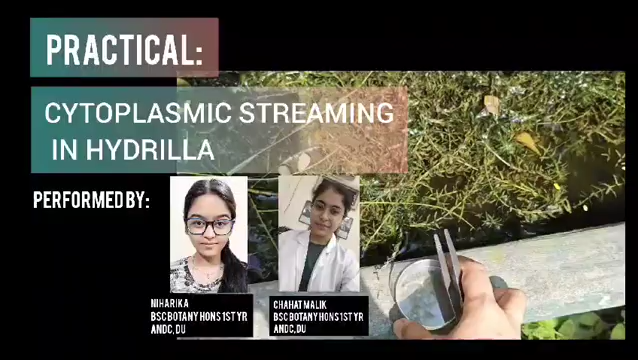 PRACTICAL:
CYTOPLASMIC STREAMING
IN HYDRILLA
PERFORMED BY:
NIHARIKA
BSC BOTANY HONS 1ST YR
ANDC, DU
CHAHAT MALIK
BSC BOTANY HONS 1ST YR
ANDC, DU